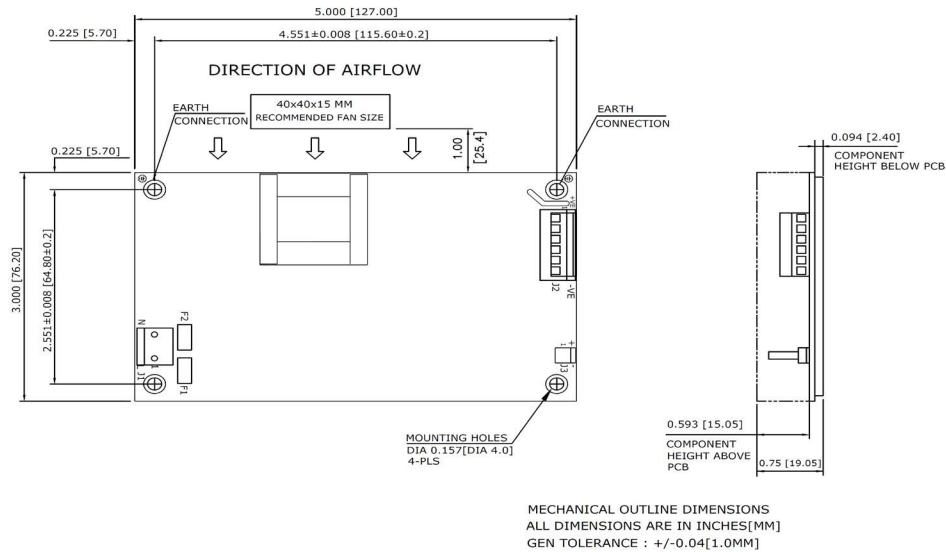 5.000 [127.00]
0.225 [5.70]
4.551±0.008 [115.60±0.2]
DIRECTION OF AIRFLOW
40x40x15 MM
RECOMMENDED FAN SIZE
EARTH
CONNECTION
EARTH
CONNECTION
1.00
[25.4]
0.225 [5.70]
0.094 [2.40]
COMPONENT
HEIGHT BELOW PCB
3.000 [76.20]
2.551±0.008 [64.80±0.2]
+VE
1
J2
-VE
N
F2
1
J1
F1
+
1
-
J3
MOUNTING HOLES
DIA 0.157[DIA 4.0]
4-PLS
0.593 [15.05]
COMPONENT
HEIGHT ABOVE
PCB
0.75 [19.05]
MECHANICAL OUTLINE DIMENSIONS
ALL DIMENSIONS ARE IN INCHES[MM]
GEN TOLERANCE : +/-0.04[1.0MM]